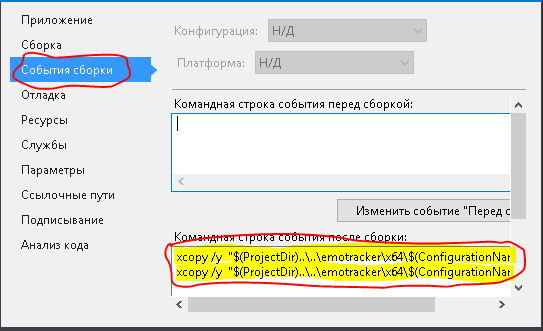 Приложение
Сборка
События сборки
Отладка
Ресурсы
Службы
Параметры
Ссылочные пути
Подписывание
Анализ кода
Конфигурация: Н/Д
Платформа: Н/Д
Командная строка события перед сборкой:
Изменить событие "Перед с
Командная строка события после сборки:
xcopy /y "$(ProjectDir)..\..\emotracker\x64\$(ConfigurationNar
xcopy /y "$(ProjectDir)..\..\emotracker\x64\$(ConfigurationNar